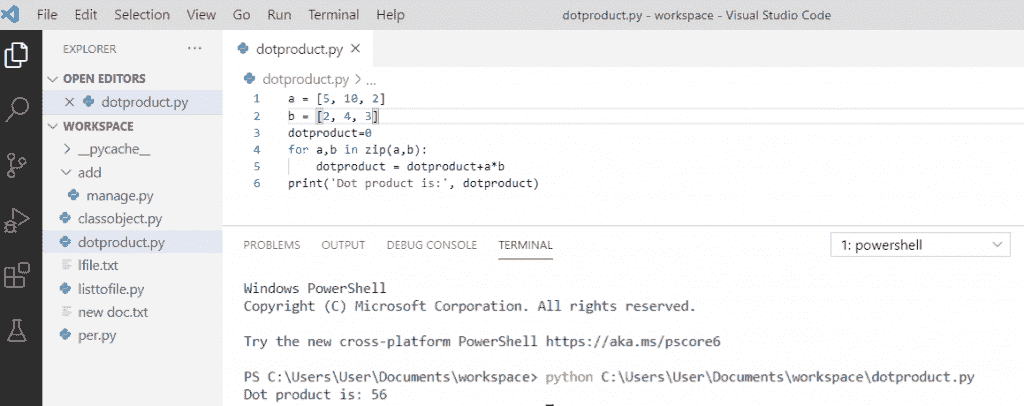 File Edit Selection View Go Run Terminal Help dotproduct.py - workspace - Visual Studio Code
EXPLORER ...
OPEN EDITORS
× dotproduct.py
WORKSPACE
__pycache__
add
manage.py
classobject.py
dotproduct.py
lfile.txt
listtofile.py
new doc.txt
per.py
dotproduct.py ×
dotproduct.py > ...
1 a = [5, 10, 2]
2 b = [2, 4, 3]
3 dotproduct=0
4 for a,b in zip(a,b):
5 dotproduct = dotproduct+a*b
6 print('Dot product is:', dotproduct)
PROBLEMS OUTPUT DEBUG CONSOLE TERMINAL 1: powershell
Windows PowerShell
Copyright (C) Microsoft Corporation. All rights reserved.
Try the new cross-platform PowerShell https://aka.ms/pscore6
PS C:\Users\User\Documents\workspace> python C:\Users\User\Documents\workspace\dotproduct.py
Dot product is: 56